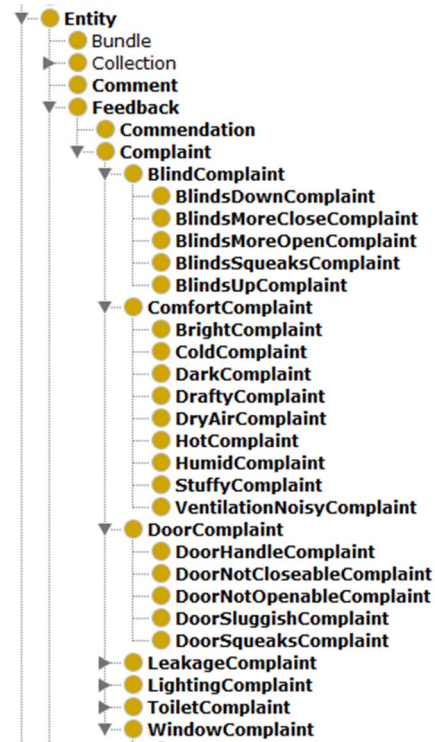 Entity
Bundle
Collection
Comment
Feedback
Commendation
Complaint
BlindComplaint
BlindsDownComplaint
BlindsMoreCloseComplaint
BlindsMoreOpenComplaint
BlindsSqueaksComplaint
BlindsUpComplaint
ComfortComplaint
BrightComplaint
ColdComplaint
DarkComplaint
DraftyComplaint
DryAirComplaint
HotComplaint
HumidComplaint
StuffyComplaint
VentilationNoisyComplaint
DoorComplaint
DoorHandleComplaint
DoorNotCloseableComplaint
DoorNotOpenableComplaint
DoorSluggishComplaint
DoorSqueaksComplaint
LeakageComplaint
LightingComplaint
ToiletComplaint
WindowComplaint